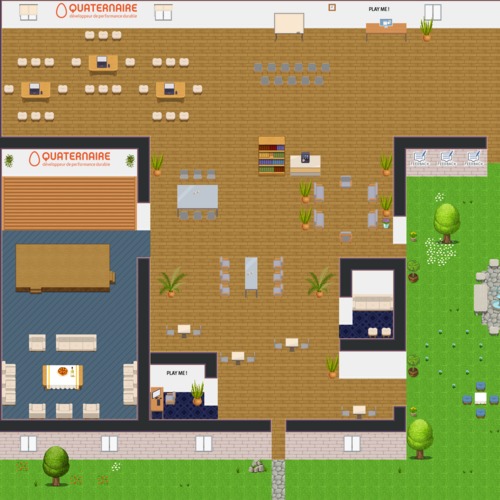 QUATERNAIRE
développeur de performance durable
PLAY ME !
QUATERNAIRE
développeur de performance durable
PLAY ME !